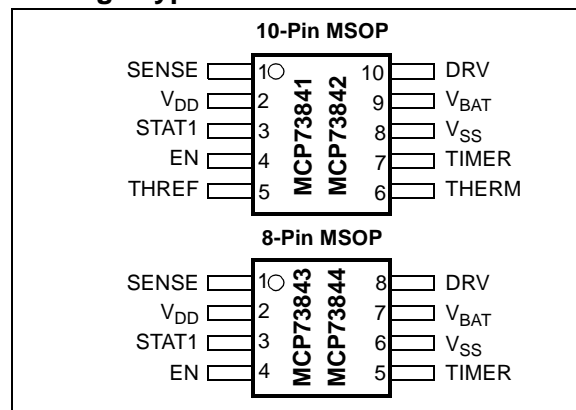 10-Pin MSOP
SENSE 1 10 DRV
VDD 2 9 VBAT
STAT1 3 8 VSS
EN 4 7 TIMER
THREF 5 6 THERM
MCP73841
MCP73842
8-Pin MSOP
SENSE 1 8 DRV
VDD 2 7 VBAT
STAT1 3 6 VSS
EN 4 5 TIMER
MCP73843
MCP73844